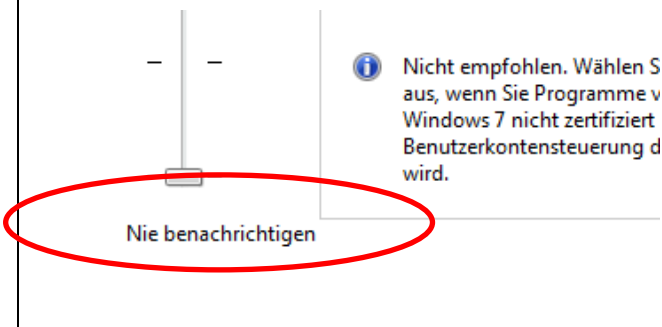 Nicht empfohlen. Wählen S
aus, wenn Sie Programme v
Windows 7 nicht zertifiziert
Benutzerkontensteuerung d
wird.
Nie benachrichtigen